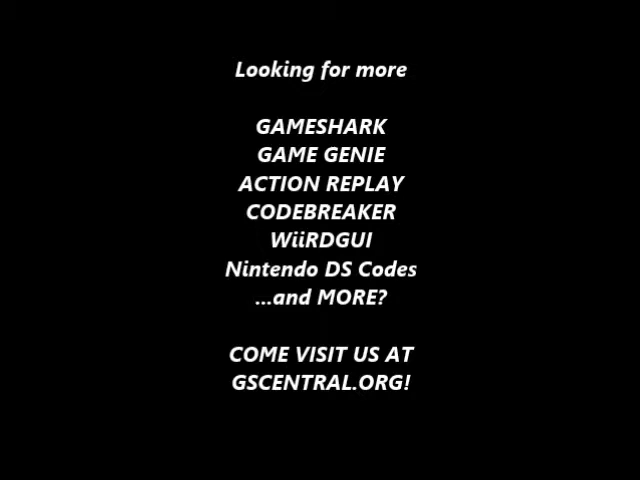 Looking for more
GAMESHARK
GAME GENIE
ACTION REPLAY
CODEBREAKER
WiiRDGUI
Nintendo DS Codes
...and MORE?
COME VISIT US AT
GSCENTRAL.ORG!